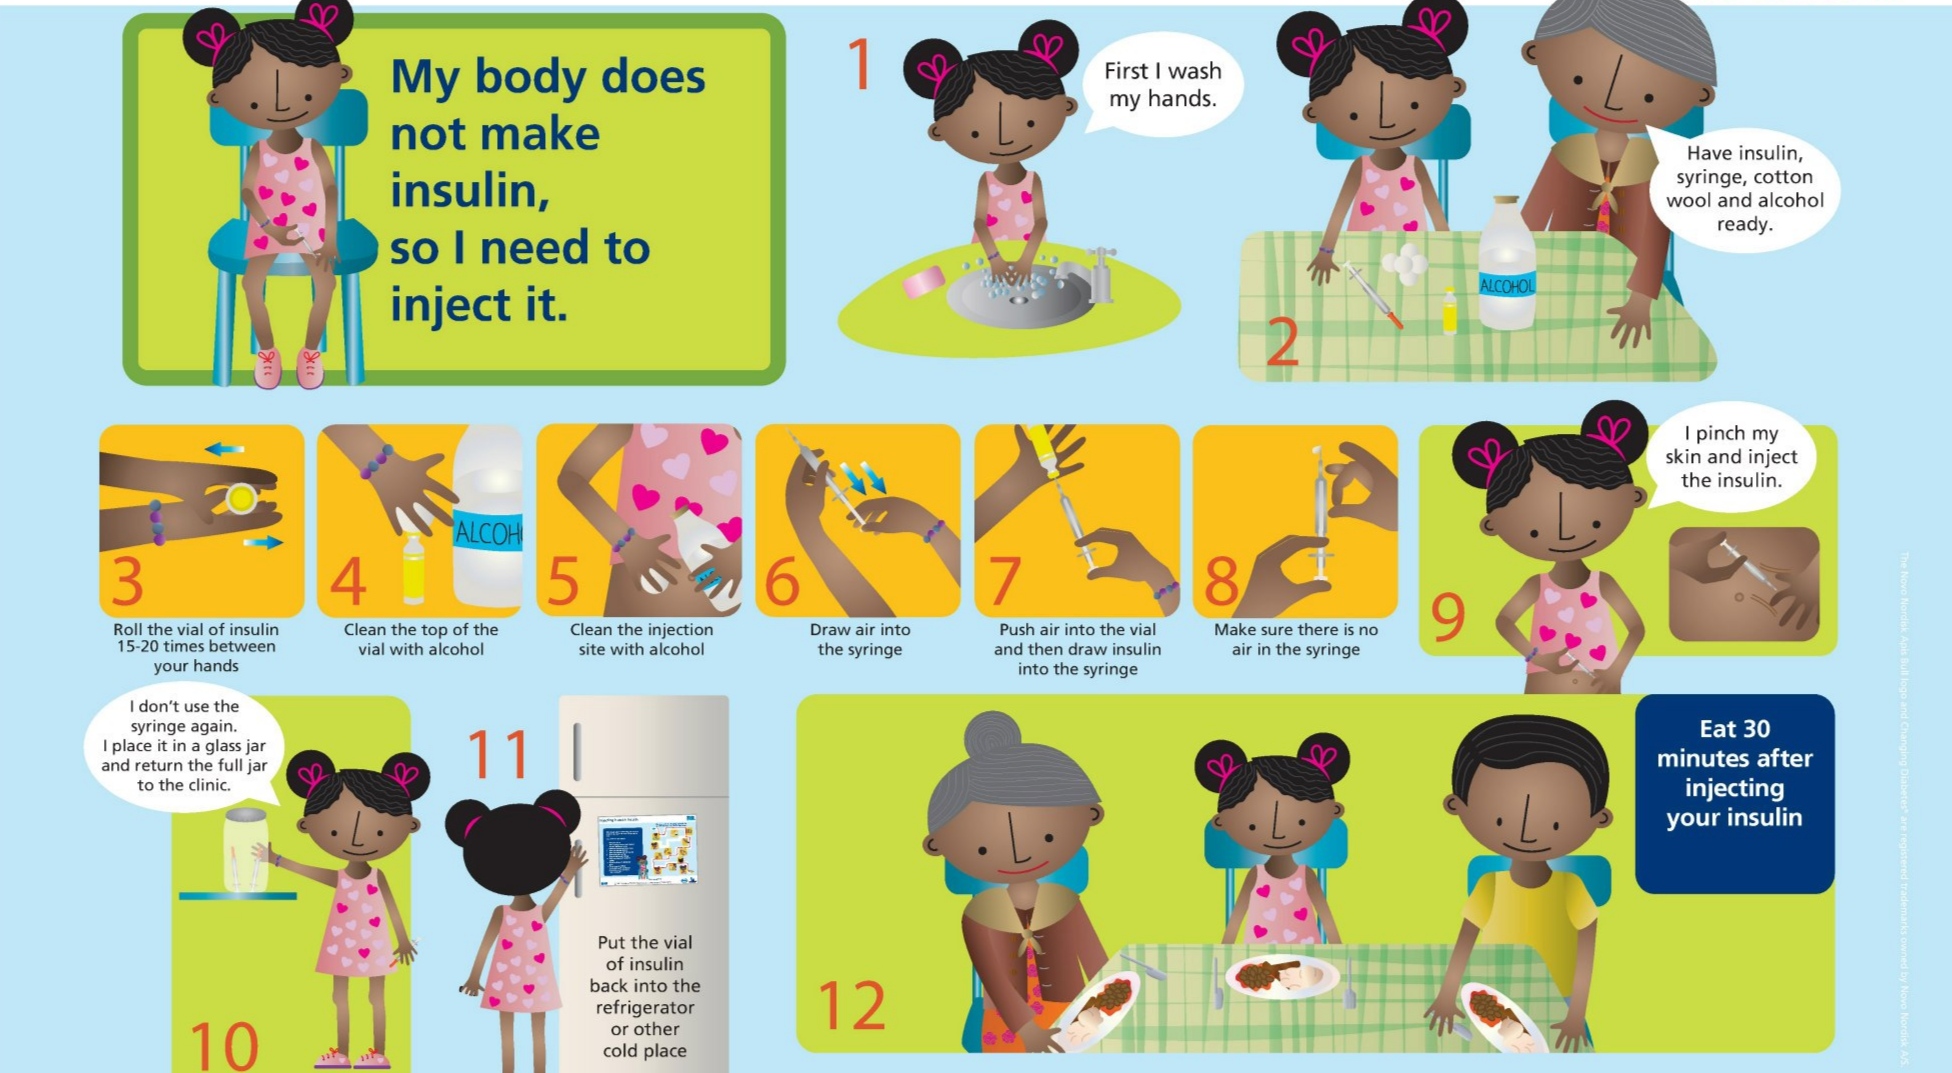 My body does
not make
insulin,
so I need to
inject it.
1
First I wash
my hands.
Have insulin,
syringe, cotton
wool and alcohol
ready.
ALCOHOL
2
3
Roll the vial of insulin
15-20 times between
your hands
ALCOH
4
Clean the top of the
vial with alcohol
5
Clean the injection
site with alcohol
6
Draw air into
the syringe
7
Push air into the vial
and then draw insulin
into the syringe
8
Make sure there is no
air in the syringe
I pinch my
skin and inject
the insulin.
9
I don't use the
syringe again.
I place it in a glass jar
and return the full jar
to the clinic.
10
11
Put the vial
of insulin
back into the
refrigerator
or other
cold place
Eat 30
minutes after
injecting
your insulin
12
The Novo Nordisk Apis Bull logo and Changing Diabetes® are registered trademarks owned by Novo Nordisk A/S.